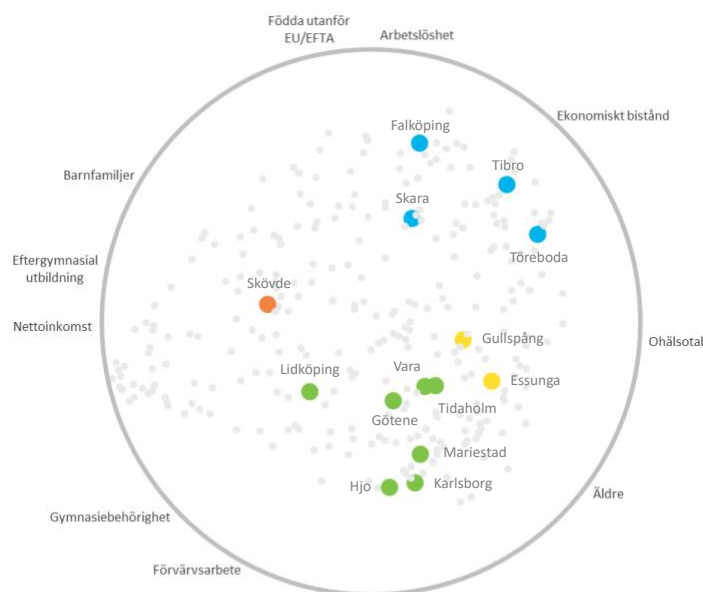 Födda utanför
EU/EFTA
Arbetslöshet
Ekonomiskt bistånd
Falköping
Tibro
Barnfamiljer
Skara
Töreboda
Eftergymnasial
utbildning
Skövde
Nettoinkomst
Gullspång
Ohälsotal
Lidköping
Vara
Essunga
Tidaholm
Götene
Mariestad
Hjo
Karlsborg
Äldre
Gymnasiebehörighet
Förvärvsarbete